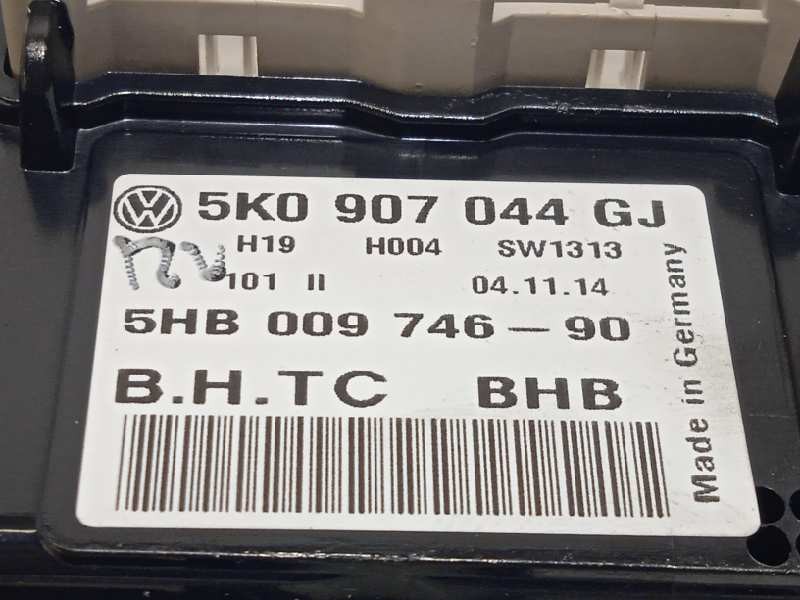 5K0 907 044 GJ
H19 H004 SW1313
101 II 04.11.14
5HB 009 746-90
B.H.TC BHB
Made in Germany